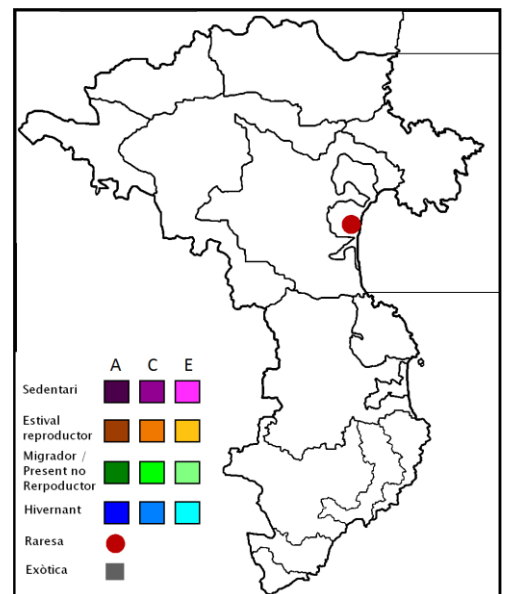 A C E
Sedentari
Estival
reproductor
Migrador /
Present no
Rerpoductor
Hivernant
Raresa
Exòtica